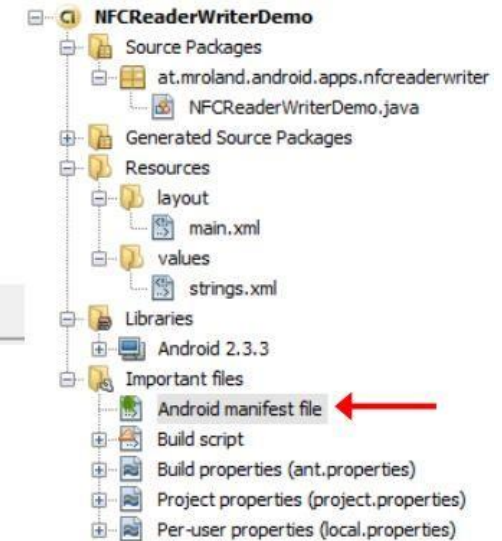 NFCReaderWriterDemo
Source Packages
at.mroland.android.apps.nfcreaderwriter
NFCReaderWriterDemo.java
Generated Source Packages
Resources
layout
main.xml
values
strings.xml
Libraries
Android 2.3.3
Important files
Android manifest file
Build script
Build properties (ant.properties)
Project properties (project.properties)
Per-user properties (local.properties)